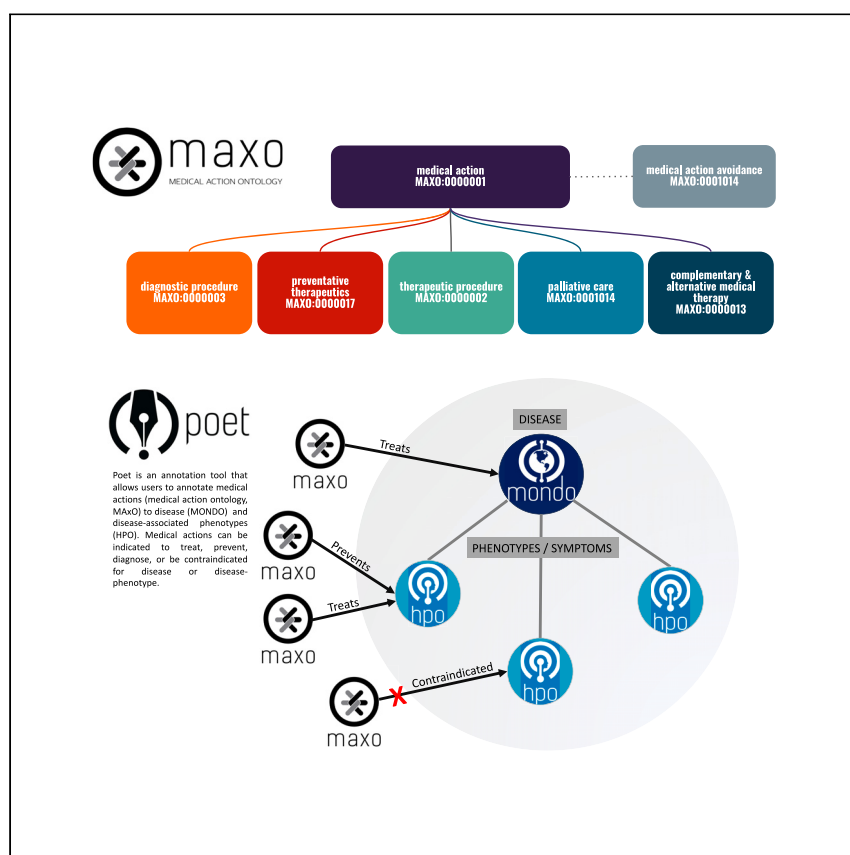 maxo
MEDICAL ACTION ONTOLOGY
medical action
MAXO:0000001
medical action avoidance
MAXO:0001014
diagnostic procedure
MAXO:0000003
preventative
therapeutics
MAXO:0000017
therapeutic procedure
MAXO:0000002
palliative care
MAXO:0001014
complementary &
alternative medical
therapy
MAXO:0000013
poet
Poet is an annotation tool that
allows users to annotate medical
actions (medical action ontology,
MAxO) to disease (MONDO) and
disease-associated phenotypes
(HPO). Medical actions can be
indicated to treat, prevent,
diagnose, or be contraindicated
for disease or disease-
phenotype.
DISEASE
Treats
maxo
mondo
PHENOTYPES / SYMPTOMS
Prevents
maxo
hpo
Treats
maxo
hpo
Contraindicated
X
maxo
hpo